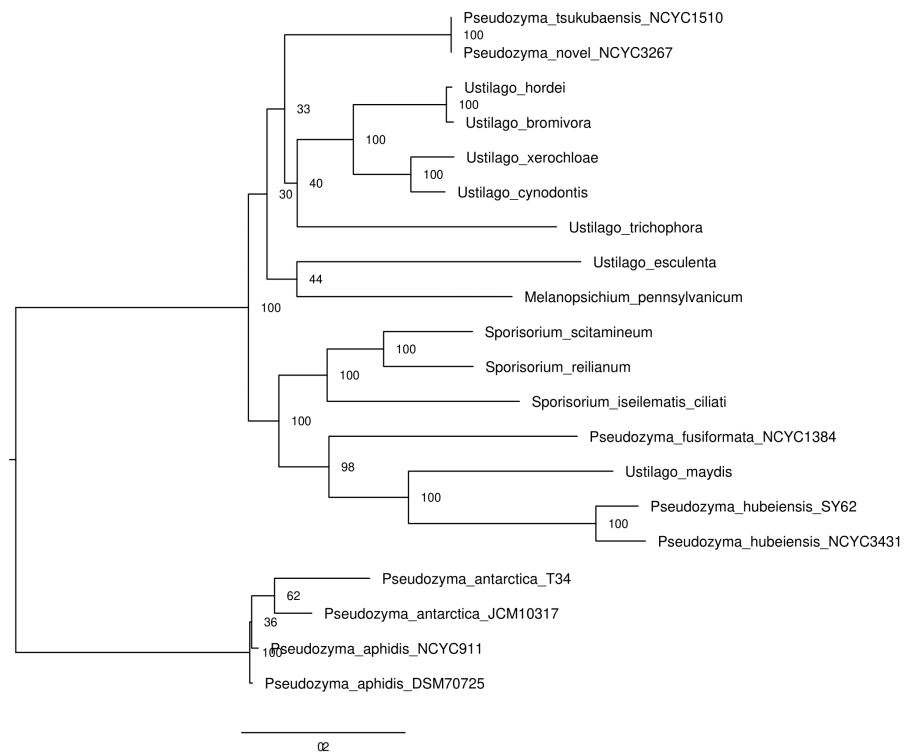 Pseudozyma_tsukubaensis_NCYC1510
100
Pseudozyma_novel_NCYC3267
Ustilago_hordei
100
33
Ustilago_bromivora
100
Ustilago_xerochloae
100
40
30
Ustilago_cynodontis
Ustilago_trichophora
Ustilago_esculenta
44
Melanopsichium_pennsylvanicum
100
Sporisorium_scitamineum
100
Sporisorium_reilianum
100
Sporisorium_iseilematis_ciliati
100
Pseudozyma_fusiformata_NCYC1384
98
Ustilago_maydis
100
Pseudozyma_hubeiensis_SY62
100
Pseudozyma_hubeiensis_NCYC3431
Pseudozyma_antarctica_T34
62
Pseudozyma_antarctica_JCM10317
36
Pseudozyma_aphidis_NCYC911
100
Pseudozyma_aphidis_DSM70725
02